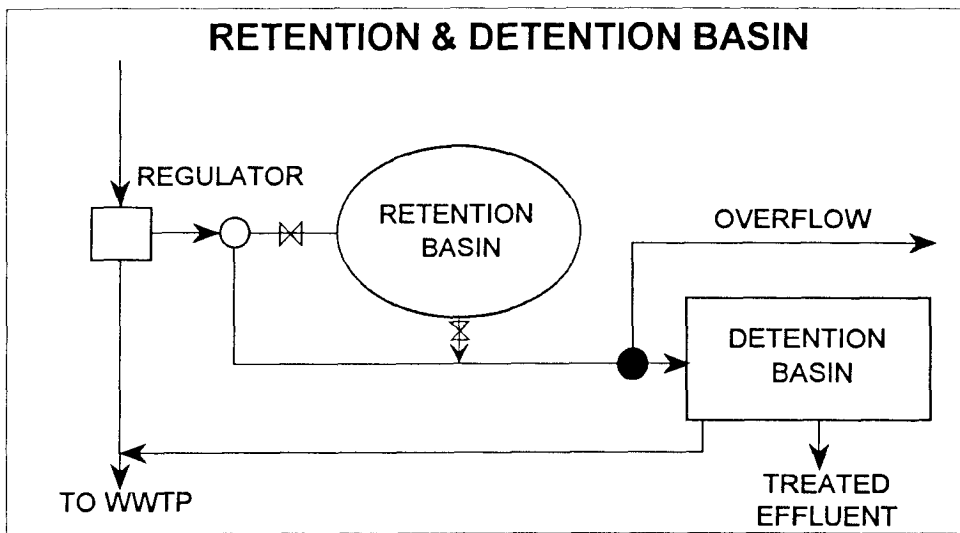 RETENTION & DETENTION BASIN
REGULATOR
RETENTION
BASIN
OVERFLOW
DETENTION
BASIN
TO WWTP
TREATED
EFFLUENT